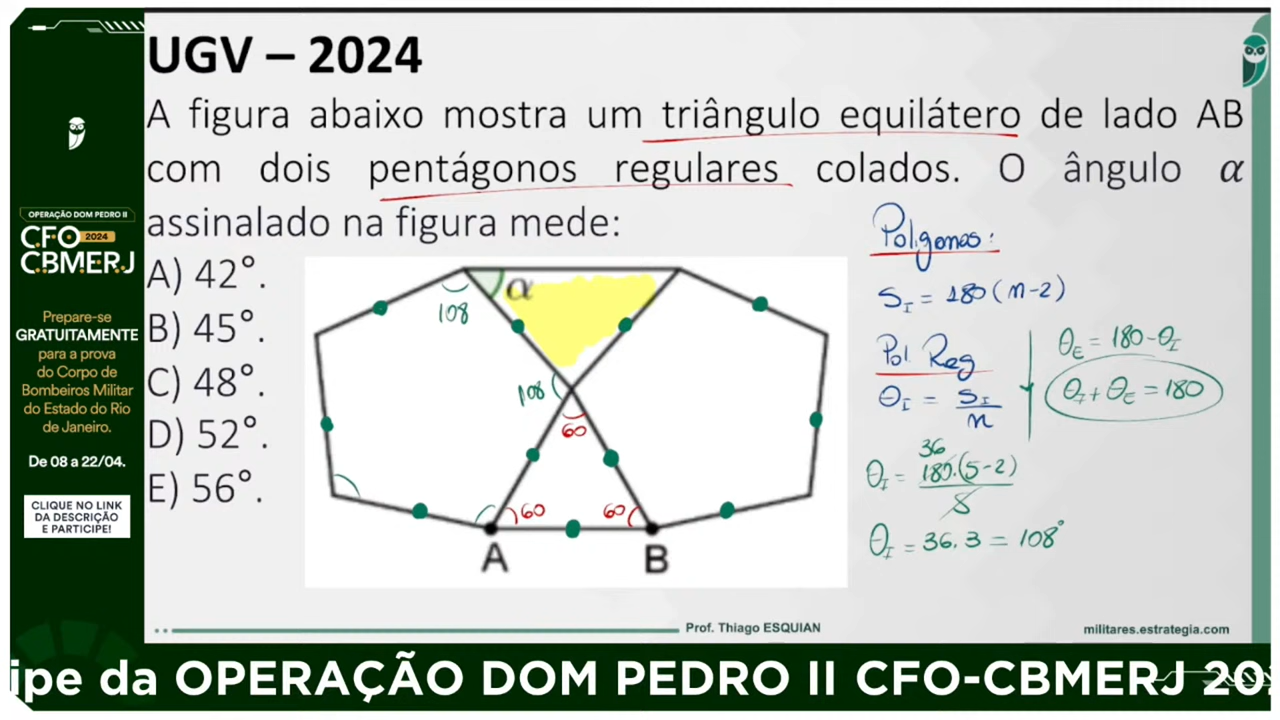 UGV – 2024
A figura abaixo mostra um triângulo equilátero de lado AB
com dois pentágonos regulares colados. O ângulo α
assinalado na figura mede:
A) 42°.
B) 45°.
C) 48°.
D) 52°.
E) 56°.
α
108
108
60
60
60
A
B
Polígonos:
S_I = 180(n-2)
Pol. Reg
θ_I = S_I/n
θ_E = 180-θ_I
θ_I + θ_E = 180
36
θ_I = 180.(5-2)
5
θ_I = 36.3 = 108°
OPERAÇÃO DOM PEDRO II
CFO 2024
CBMERJ
Prepare-se
GRATUITAMENTE
para a prova
do Corpo de
Bombeiros Militar
do Estado do Rio
de Janeiro.
De 08 a 22/04.
CLIQUE NO LINK
DA DESCRIÇÃO
E PARTICIPE!
Prof. Thiago ESQUIAN
militares.estrategia.com
ipe da OPERAÇÃO DOM PEDRO II CFO-CBMERJ 202